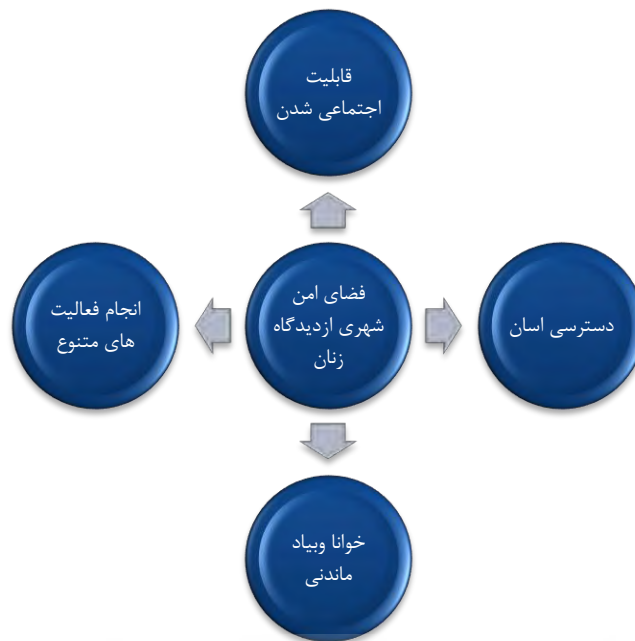 قابلیت
اجتماعی شدن
دسترسی اسان
فضای امن
شهری ازدیدگاه
زنان
انجام فعالیت
های متنوع
خوانا وبیاد
ماندنی